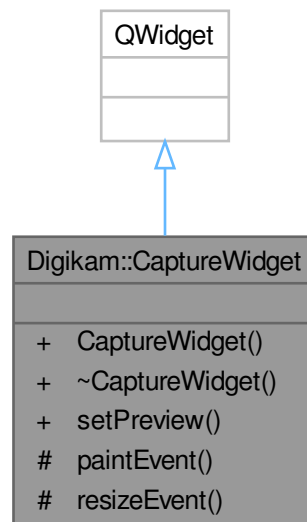 QWidget
Digikam::CaptureWidget
+ CaptureWidget()
+ ~CaptureWidget()
+ setPreview()
# paintEvent()
# resizeEvent()